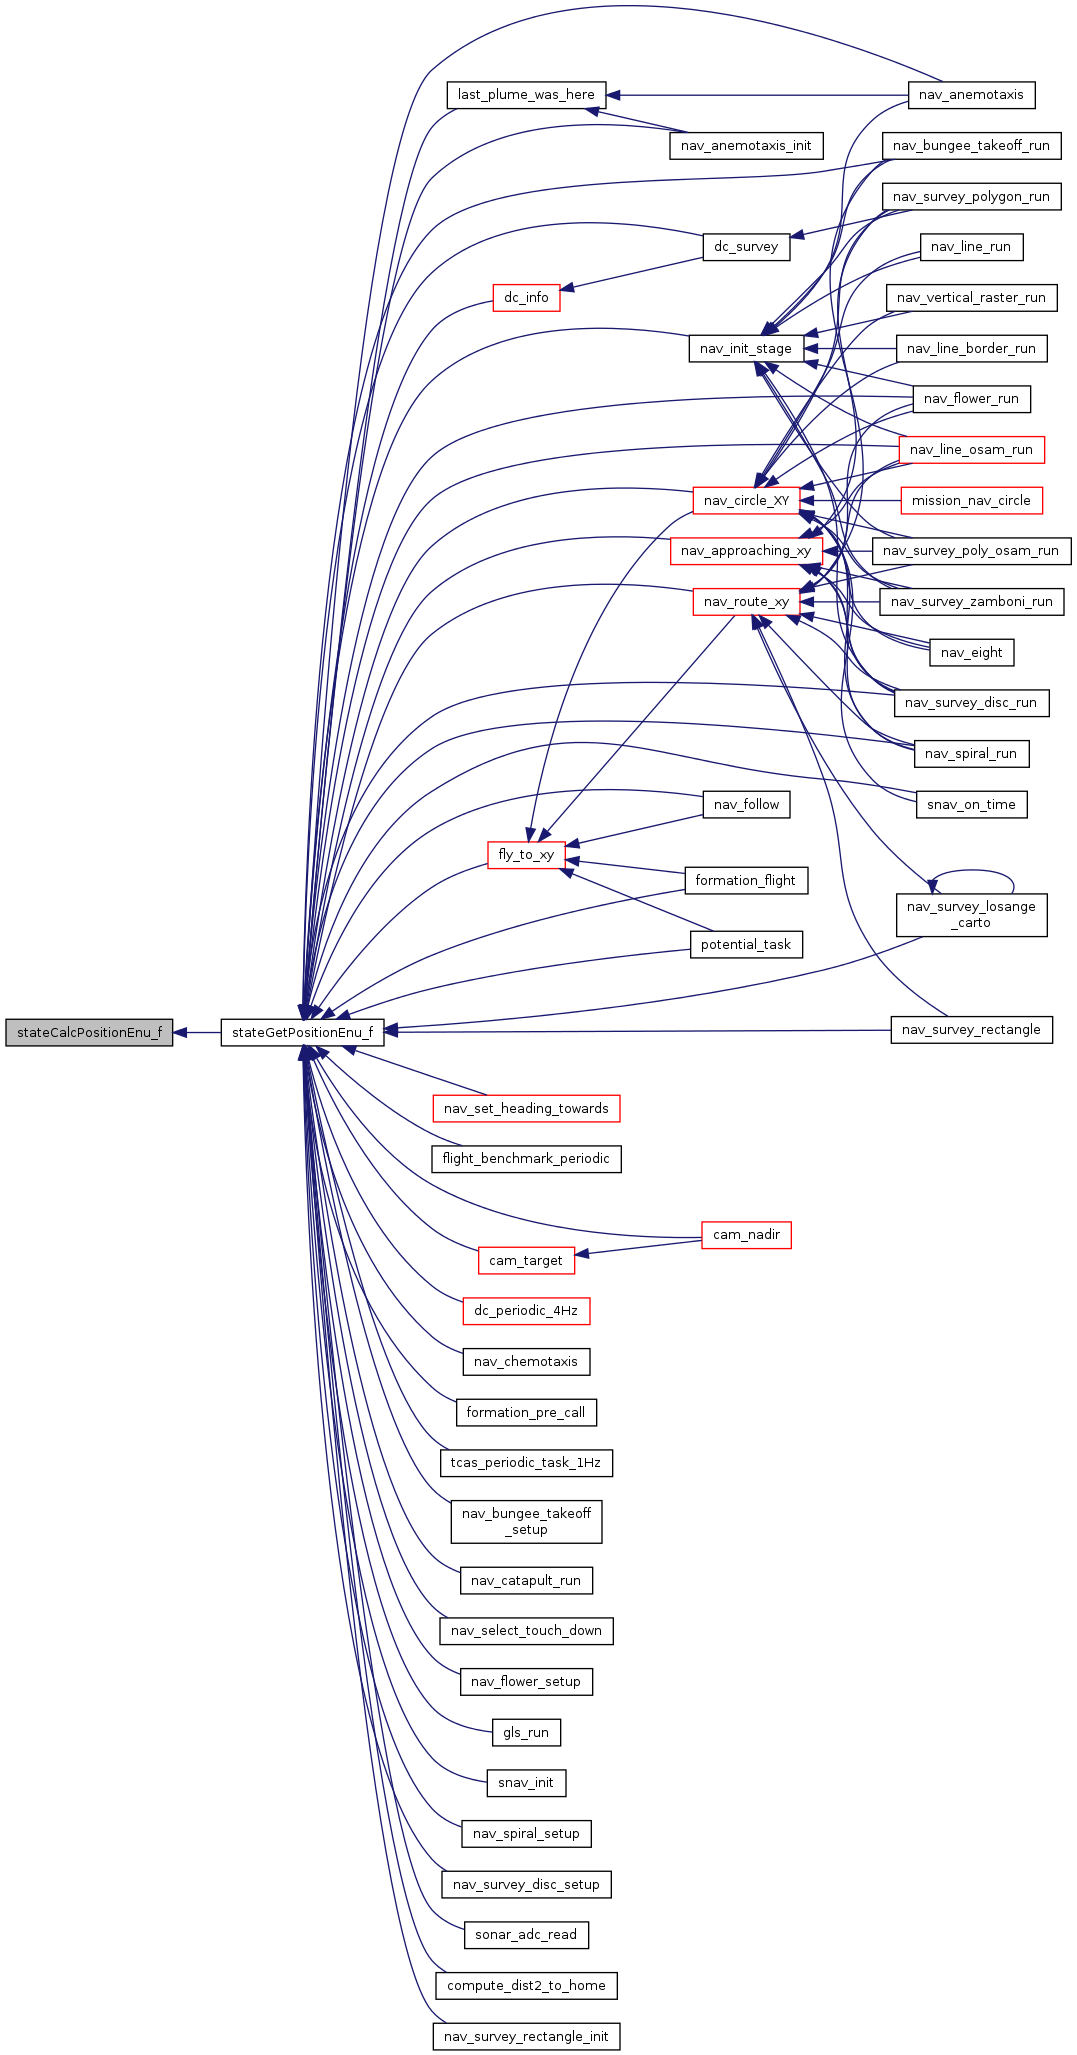 last_plume_was_here
nav_anemotaxis
nav_anemotaxis_init
nav_bungee_takeoff_run
nav_survey_polygon_run
dc_survey
nav_line_run
dc_info
nav_vertical_raster_run
nav_init_stage
nav_line_border_run
nav_flower_run
nav_line_osam_run
nav_circle_XY
mission_nav_circle
nav_approaching_xy
nav_survey_poly_osam_run
nav_route_xy
nav_survey_zamboni_run
nav_eight
nav_survey_disc_run
nav_spiral_run
nav_follow
snav_on_time
fly_to_xy
formation_flight
nav_survey_losange
_carto
potential_task
stateCalcPositionEnu_f
stateGetPositionEnu_f
nav_survey_rectangle
nav_set_heading_towards
flight_benchmark_periodic
cam_nadir
cam_target
dc_periodic_4Hz
nav_chemotaxis
formation_pre_call
tcas_periodic_task_1Hz
nav_bungee_takeoff
_setup
nav_catapult_run
nav_select_touch_down
nav_flower_setup
gls_run
snav_init
nav_spiral_setup
nav_survey_disc_setup
sonar_adc_read
compute_dist2_to_home
nav_survey_rectangle_init